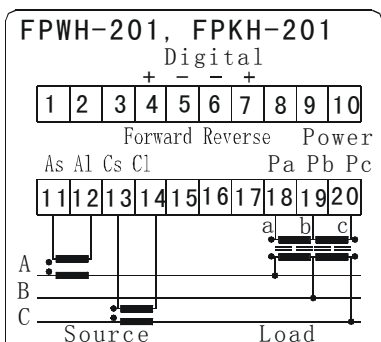 FPWH-201, FPKH-201
Digital
+ − − +
1 2 3 4 5 6 7 8 9 10
Forward Reverse Power
As Al Cs Cl Pa Pb Pc
11 12 13 14 15 16 17 18 19 20
a b c
A
B
C
Source Load